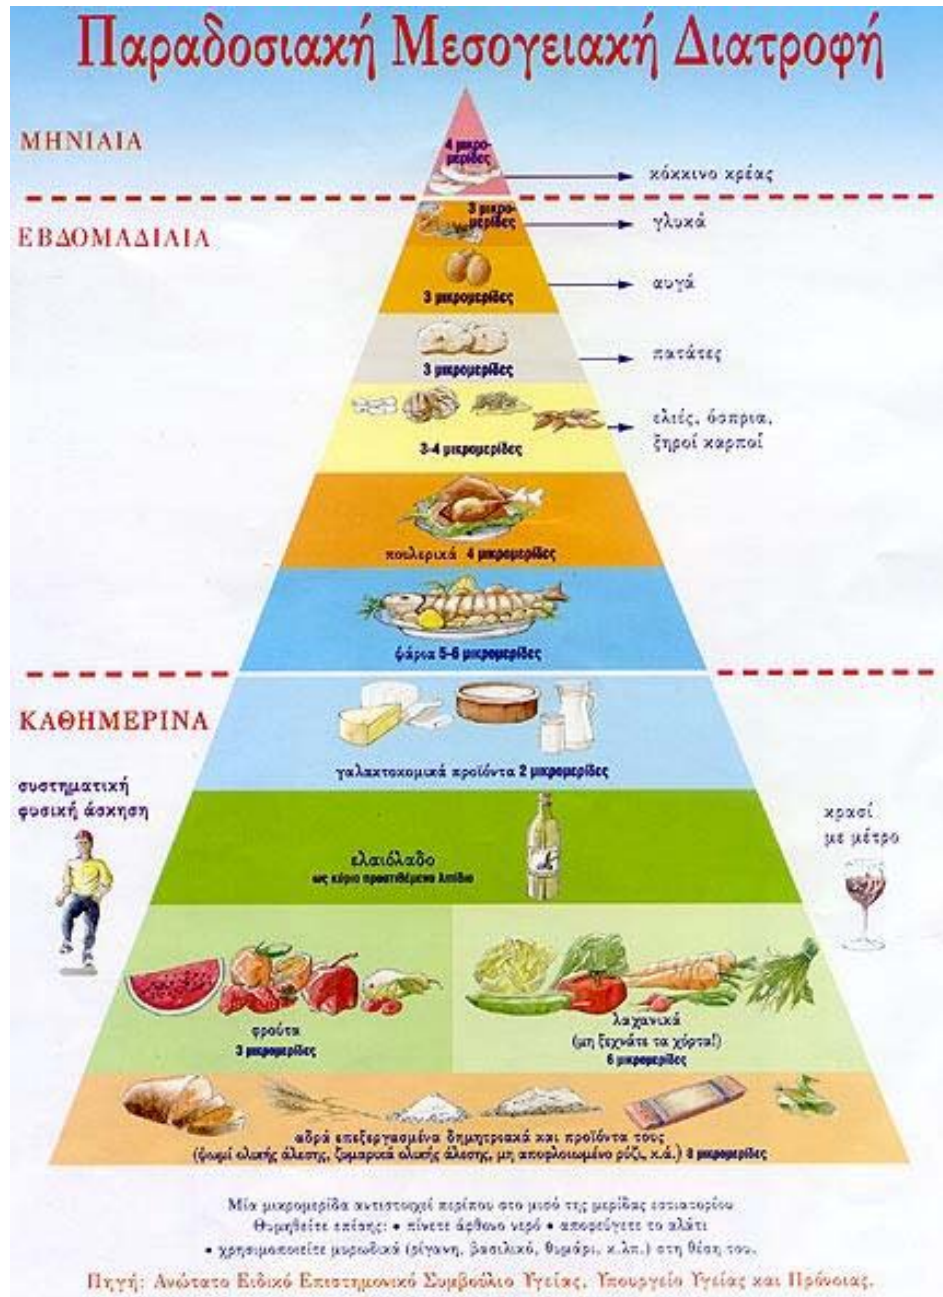 Παραδοσιακή Μεσογειακή Διατροφή
ΜΗΝΙΑΙΑ
4 μικρο-
μερίδες
κόκκινο κρέας
ΕΒΔΟΜΑΔΙΑΙΑ
3 μικρο-
μερίδες
γλυκά
3 μικρομερίδες
αυγά
3 μικρομερίδες
πατάτες
3-4 μικρομερίδες
ελιές, όσπρια,
ξηροί καρποί
πουλερικά 4 μικρομερίδες
ψάρια 5-6 μικρομερίδες
ΚΑΘΗΜΕΡΙΝΑ
γαλακτοκομικά προϊόντα 2 μικρομερίδες
συστηματική
φυσική άσκηση
κρασί
με μέτρο
ελαιόλαδο
ως κύριο προστιθέμενο λιπίδιο
φρούτα
3 μικρομερίδες
λαχανικά
(μη ξεχνάτε τα χόρτα!)
6 μικρομερίδες
αδρά επεξεργασμένα δημητριακά και προϊόντα τους
(ψωμί ολικής άλεσης, ζυμαρικά ολικής άλεσης, μη αποφλοιωμένο ρύζι, κ.ά.) 8 μικρομερίδες
Μία μικρομερίδα αντιστοιχεί περίπου στο μισό της μερίδας εστιατορίου
Θυμηθείτε επίσης: • πίνετε άφθονο νερό • αποφεύγετε το αλάτι
• χρησιμοποιείτε μυρωδικά (ρίγανη, βασιλικό, θυμάρι, κ.λπ.) στη θέση του.
Πηγή: Ανώτατο Ειδικό Επιστημονικό Συμβούλιο Υγείας, Υπουργείο Υγείας και Πρόνοιας.